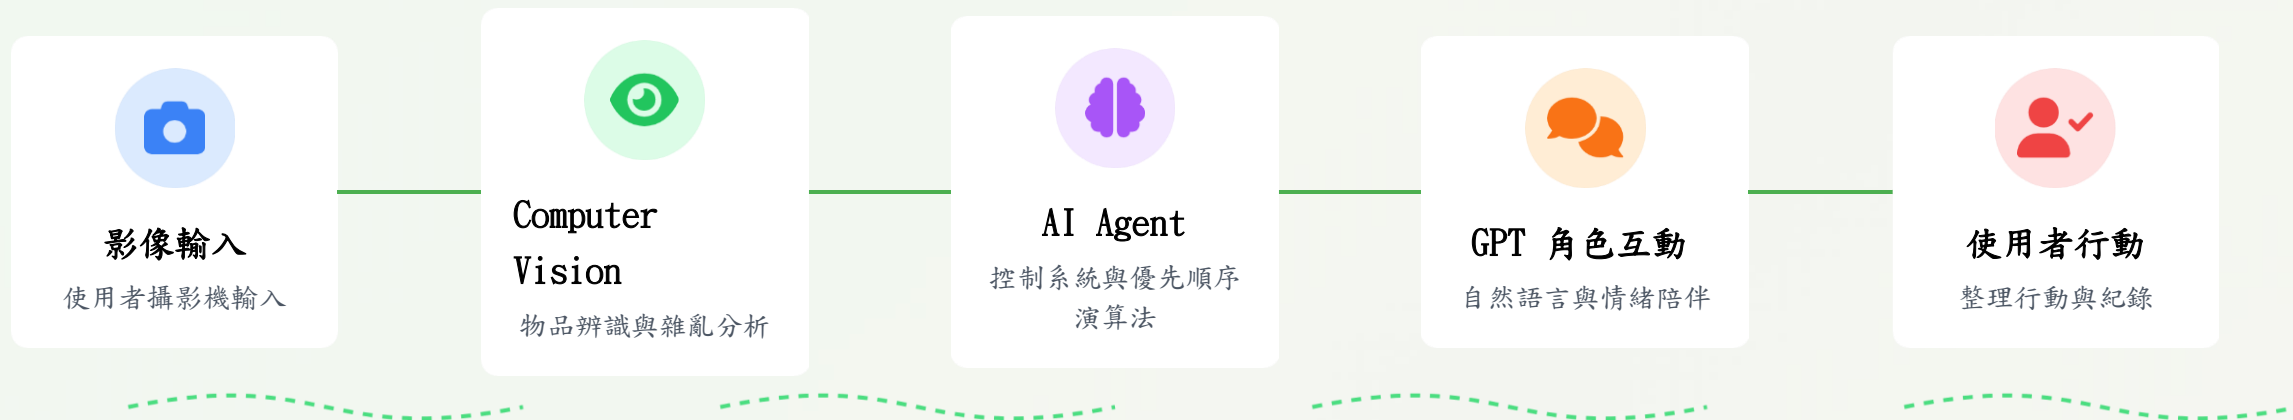 影像輸入
使用者攝影機輸入
Computer
Vision
物品辨識與雜亂分析
AI Agent
控制系統與優先順序
演算法
GPT 角色互動
自然語言與情緒陪伴
使用者行動
整理行動與紀錄